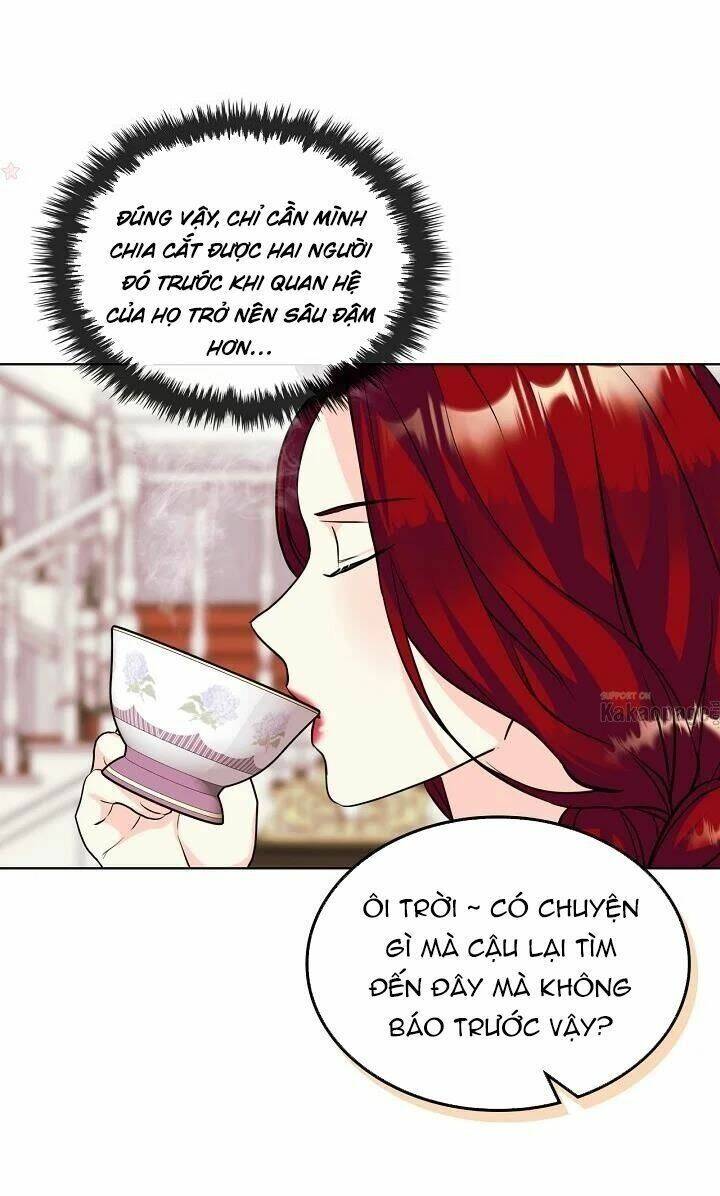 ĐÚNG VẬY, CHỈ CẦN MÌNH
CHIA CẮT ĐƯỢC HAI NGƯỜI
ĐÓ TRƯỚC KHI QUAN HỆ
CỦA HỌ TRỞ NÊN SÂU ĐẬM
HƠN...
SUPPORT ON
ÔI TRỜI ~ CÓ CHUYỆN
GÌ MÀ CẬU LẠI TÌM
ĐẾN ĐÂY MÀ KHÔNG
BÁO TRƯỚC VẬY?